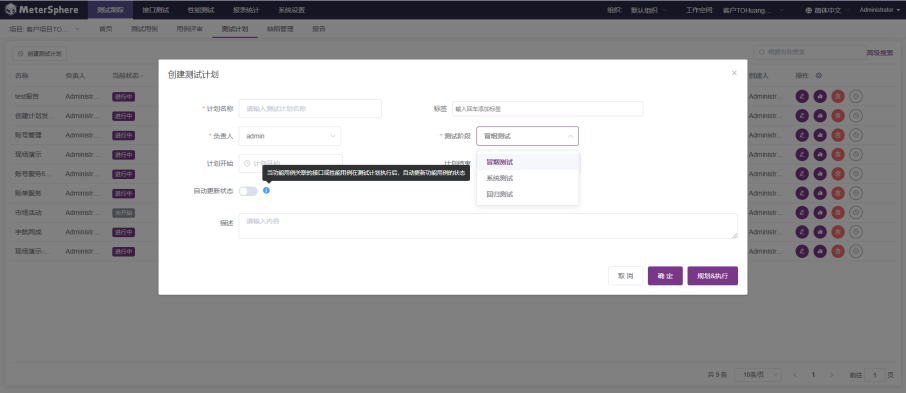 MeterSphere 测试跟踪 接口测试 性能测试 报表统计 系统设置 组织: 默认组织 工作空间: 客户TOHuang... 简体中文 Administrator
项目: 客户项目TO... 首页 测试用例 用例评审 测试计划 缺陷管理 报告
创建测试计划 根据名称搜索 高级搜索
名称 负责人 当前状态 创建人 操作
test报告 Administr... 进行中 Administr...
创建计划发... Administr... 进行中 Administr...
账号管理 Administr... 进行中 Administr...
现场演示 Administr... 进行中 Administr...
账号服务6... Administr... 进行中 Administr...
账单服务 Administr... 进行中 Administr...
市场活动 Administr... 未开始 Administr...
Administr... 进行中 Administr...
现场演示-... Administr... 进行中 Administr...
创建测试计划
* 计划名称 请输入测试计划名称 标签 输入回车添加标签
* 负责人 admin * 测试阶段 冒烟测试
计划开始 计划开始 计划结束
冒烟测试
系统测试
回归测试
当功能用例关联的接口或性能用例在测试计划执行后，自动更新功能用例的状态
自动更新状态
描述 请输入内容
取 消 确 定 规划&执行
共 9 条 10条/页 1 前往 1 页